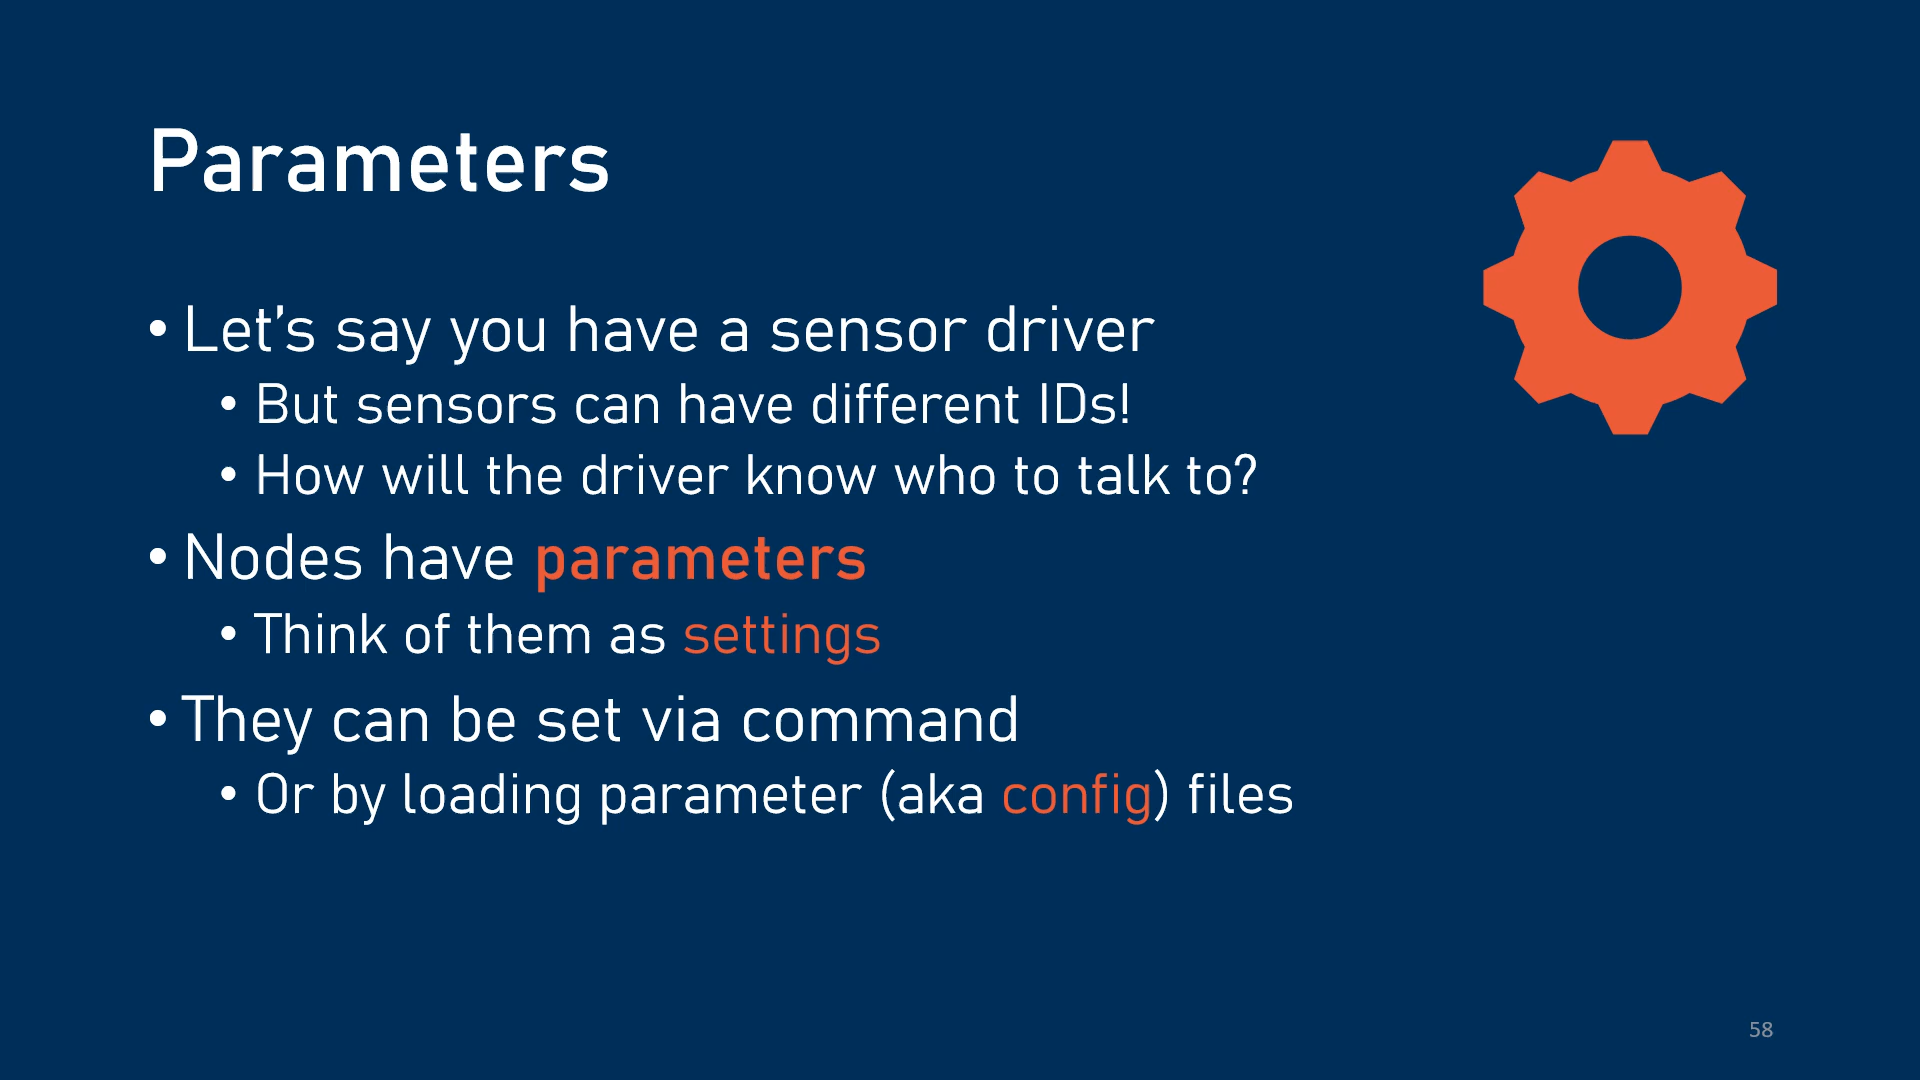 Parameters
• Let’s say you have a sensor driver
• But sensors can have different IDs!
• How will the driver know who to talk to?
• Nodes have parameters
• Think of them as settings
• They can be set via command
• Or by loading parameter (aka config) files
58